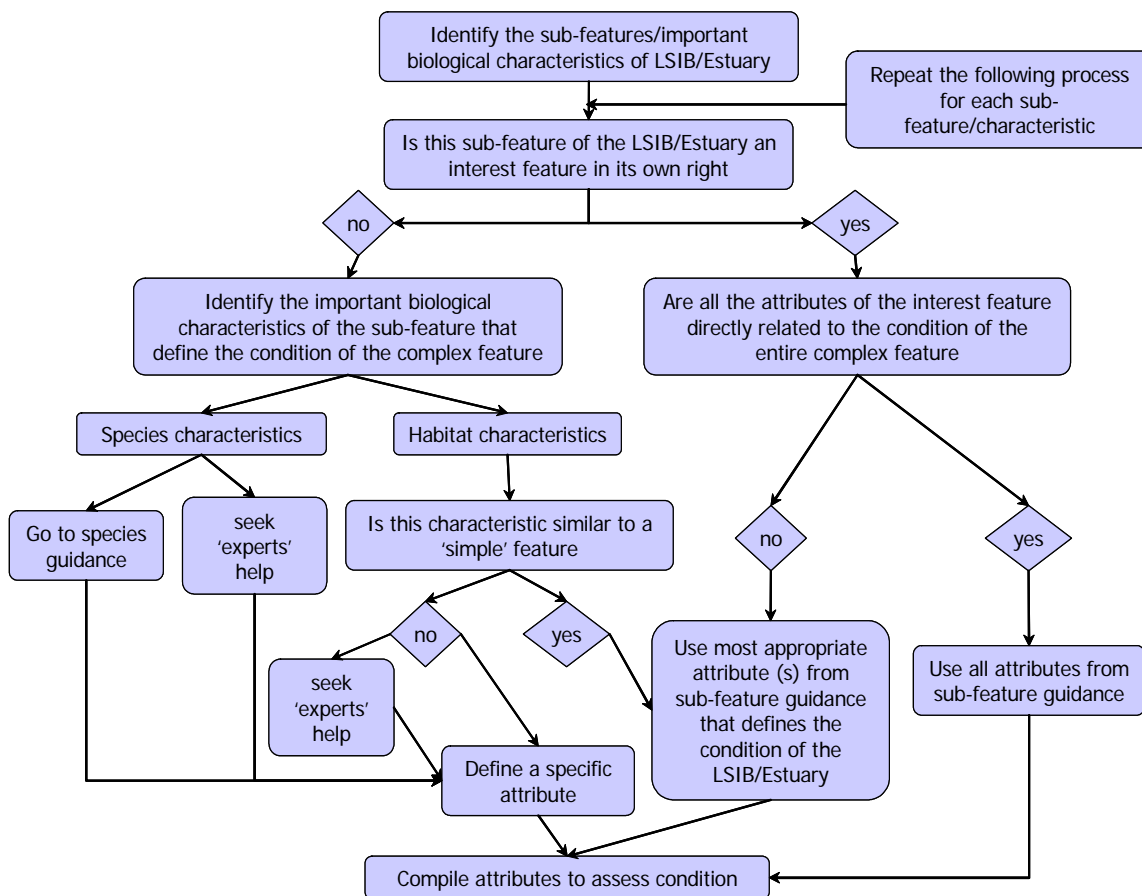 Identify the sub-features/important
biological characteristics of LSIB/Estuary
Repeat the following process
for each sub-
feature/characteristic
Is this sub-feature of the LSIB/Estuary an
interest feature in its own right
no
yes
Identify the important biological
characteristics of the sub-feature that
define the condition of the complex feature
Are all the attributes of the interest feature
directly related to the condition of the
entire complex feature
Species characteristics
Habitat characteristics
Go to species
guidance
seek
‘experts’
help
Is this characteristic similar to a
‘simple’ feature
no
yes
no
yes
seek
‘experts’
help
Define a specific
attribute
Use most appropriate
attribute (s) from
sub-feature guidance
that defines the
condition of the
LSIB/Estuary
Use all attributes from
sub-feature guidance
Compile attributes to assess condition